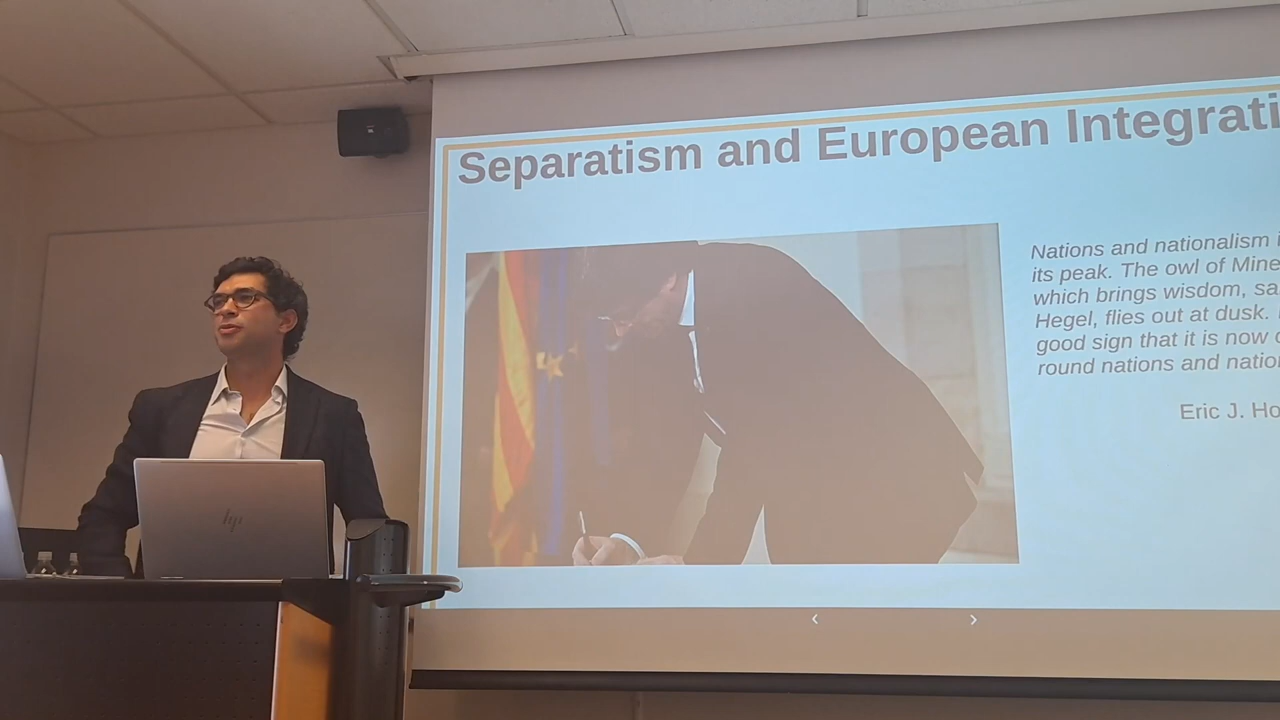 Separatism and European Integrati
Nations and nationalism i
its peak. The owl of Mine
which brings wisdom, sa
Hegel, flies out at dusk.
good sign that it is now
round nations and natio
Eric J. Ho
hp